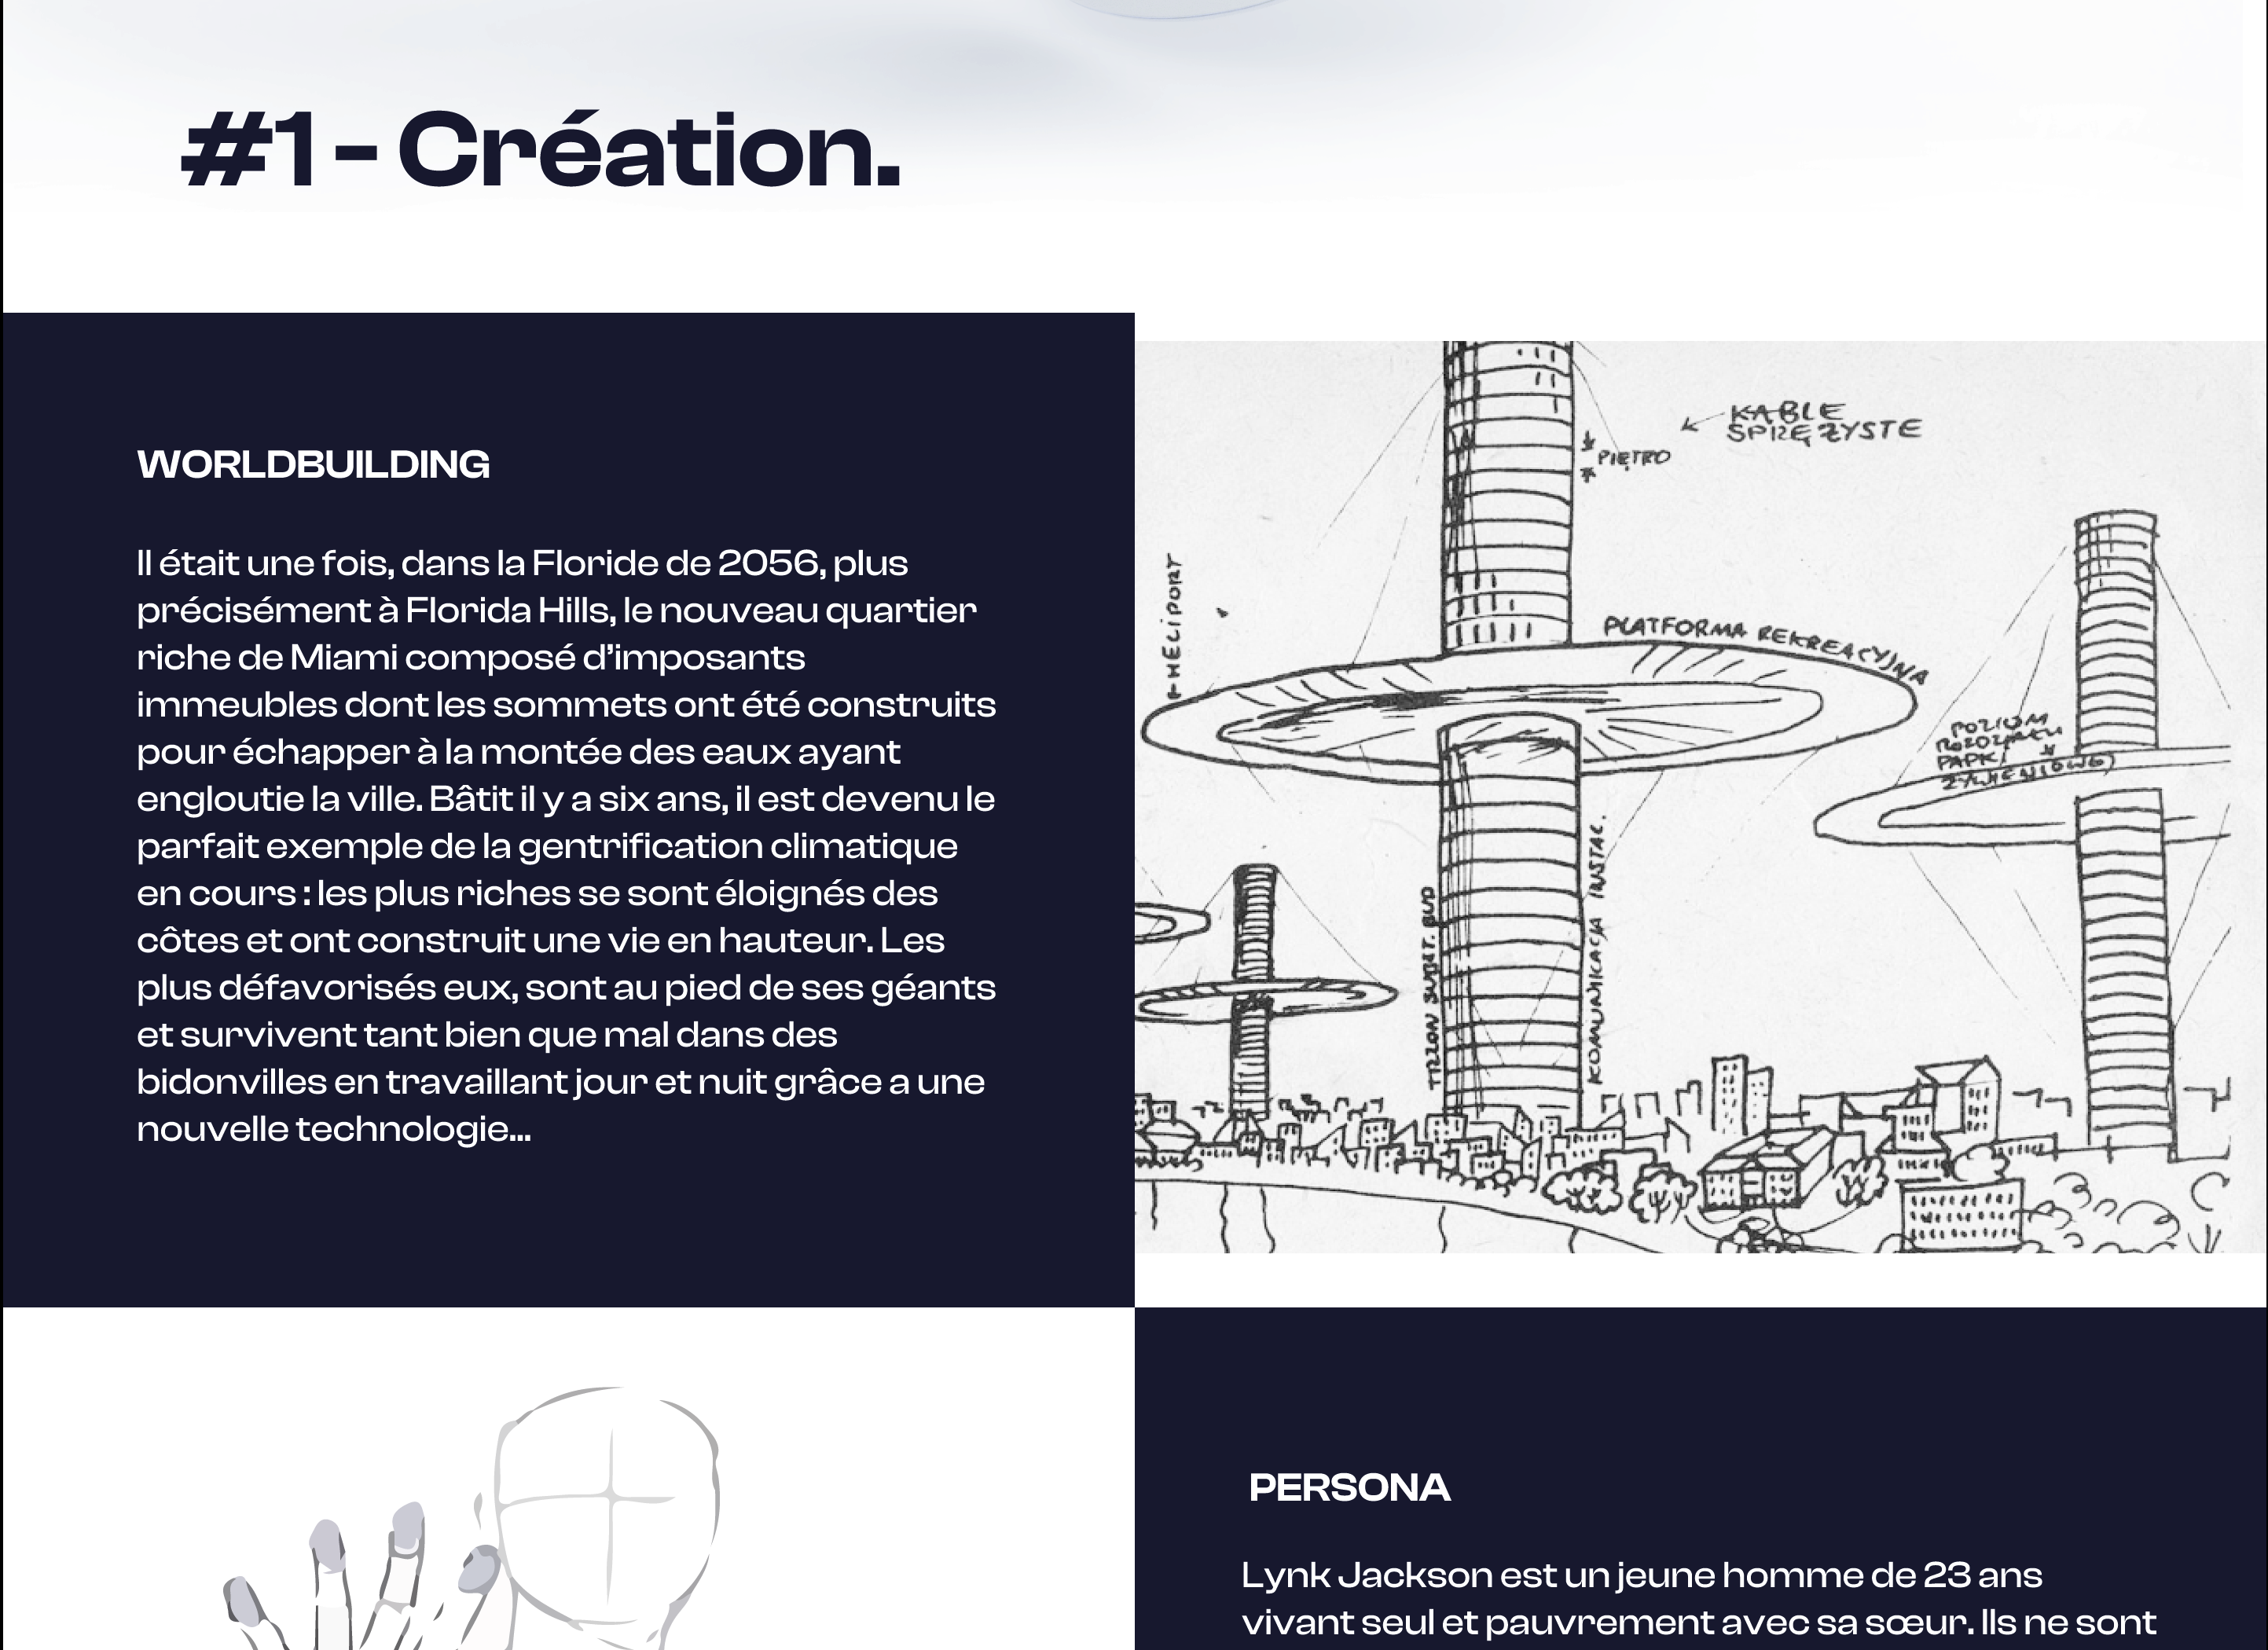 #1 - Création.
WORLDBUILDING
Il était une fois, dans la Floride de 2056, plus
précisément à Florida Hills, le nouveau quartier
riche de Miami composé d’imposants
immeubles dont les sommets ont été construits
pour échapper à la montée des eaux ayant
engloutie la ville. Bâtit il y a six ans, il est devenu le
parfait exemple de la gentrification climatique
en cours : les plus riches se sont éloignés des
côtes et ont construit une vie en hauteur. Les
plus défavorisés eux, sont au pied de ses géants
et survivent tant bien que mal dans des
bidonvilles en travaillant jour et nuit grâce a une
nouvelle technologie...
KABLE
SPRĘŻYSTE
PIĘTRO
HELIPORT
PLATFORMA REKREACYJNA
POZIOM
PARK
TRZON
KOMUNIKACJA INSTAL.
PERSONA
Lynk Jackson est un jeune homme de 23 ans
vivant seul et pauvrement avec sa sœur. Ils ne sont